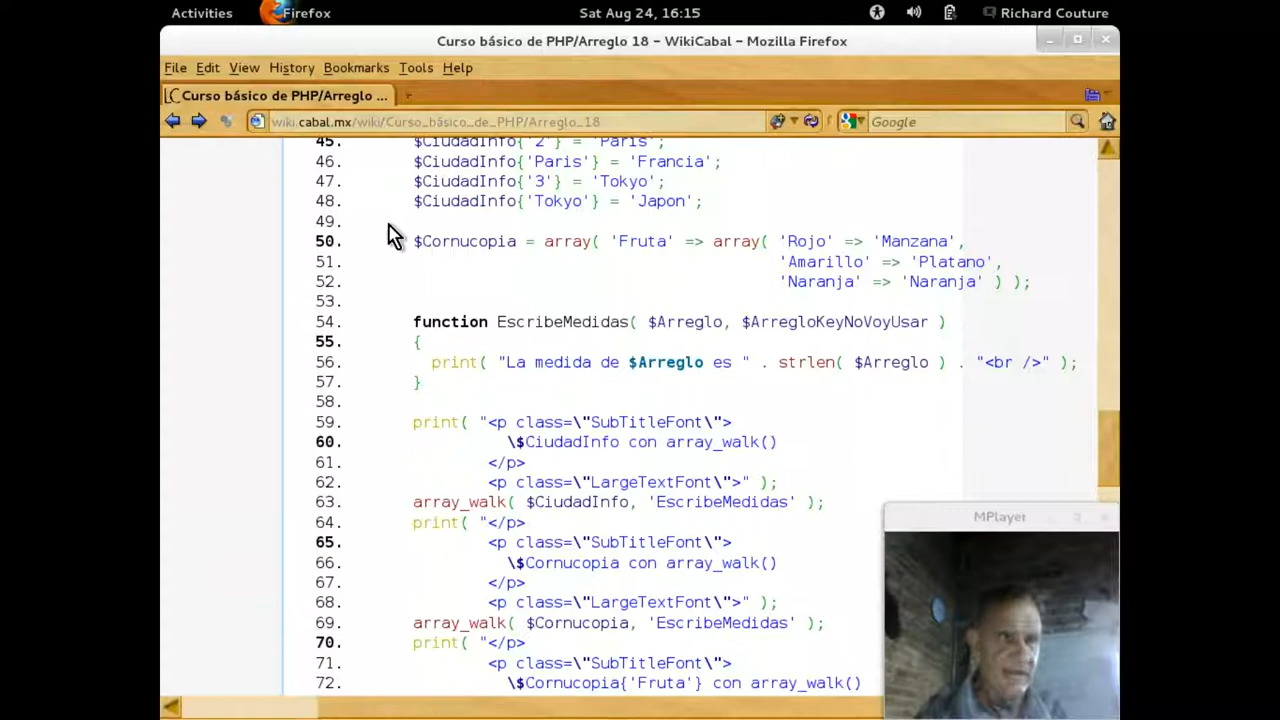 Activities Firefox Sat Aug 24, 16:15 Richard Couture
Curso básico de PHP/Arreglo 18 – WikiCabal – Mozilla Firefox
File Edit View History Bookmarks Tools Help
Curso básico de PHP/Arreglo ...
wiki.cabal.mx/wiki/Curso_básico_de_PHP/Arreglo_18 Google
45. $CiudadInfo{'2'} = 'Paris';
46. $CiudadInfo{'Paris'} = 'Francia';
47. $CiudadInfo{'3'} = 'Tokyo';
48. $CiudadInfo{'Tokyo'} = 'Japon';
49.
50. $Cornucopia = array( 'Fruta' => array( 'Rojo' => 'Manzana',
51. 'Amarillo' => 'Platano',
52. 'Naranja' => 'Naranja' ) );
53.
54. function EscribeMedidas( $Arreglo, $ArregloKeyNoVoyUsar )
55. {
56. print( "La medida de $Arreglo es " . strlen( $Arreglo ) . "<br />" );
57. }
58.
59. print( "<p class=\"SubTitleFont\">
60. \$CiudadInfo con array_walk()
61. </p>
62. <p class=\"LargeTextFont\">" );
63. array_walk( $CiudadInfo, 'EscribeMedidas' );
64. print( "</p>
65. <p class=\"SubTitleFont\">
66. \$Cornucopia con array_walk()
67. </p>
68. <p class=\"LargeTextFont\">" );
69. array_walk( $Cornucopia, 'EscribeMedidas' );
70. print( "</p>
71. <p class=\"SubTitleFont\">
72. \$Cornucopia{'Fruta'} con array_walk()
MPlayer